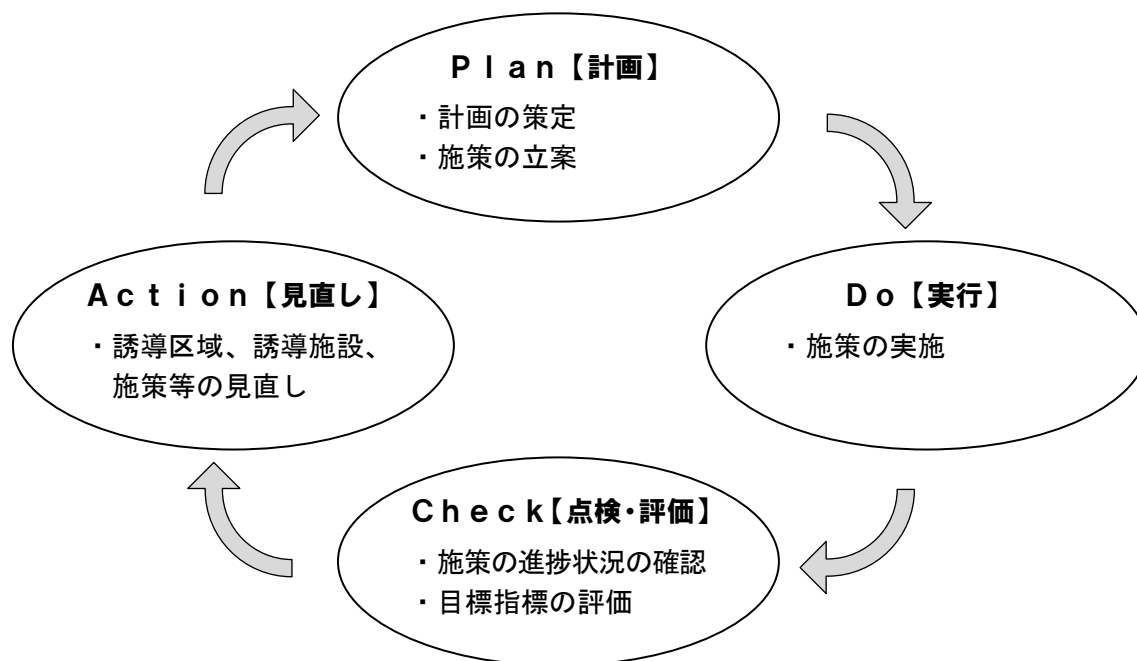 Plan【計画】
・計画の策定
・施策の立案
Do【実行】
・施策の実施
Check【点検・評価】
・施策の進捗状況の確認
・目標指標の評価
Action【見直し】
・誘導区域、誘導施設、
施策等の見直し